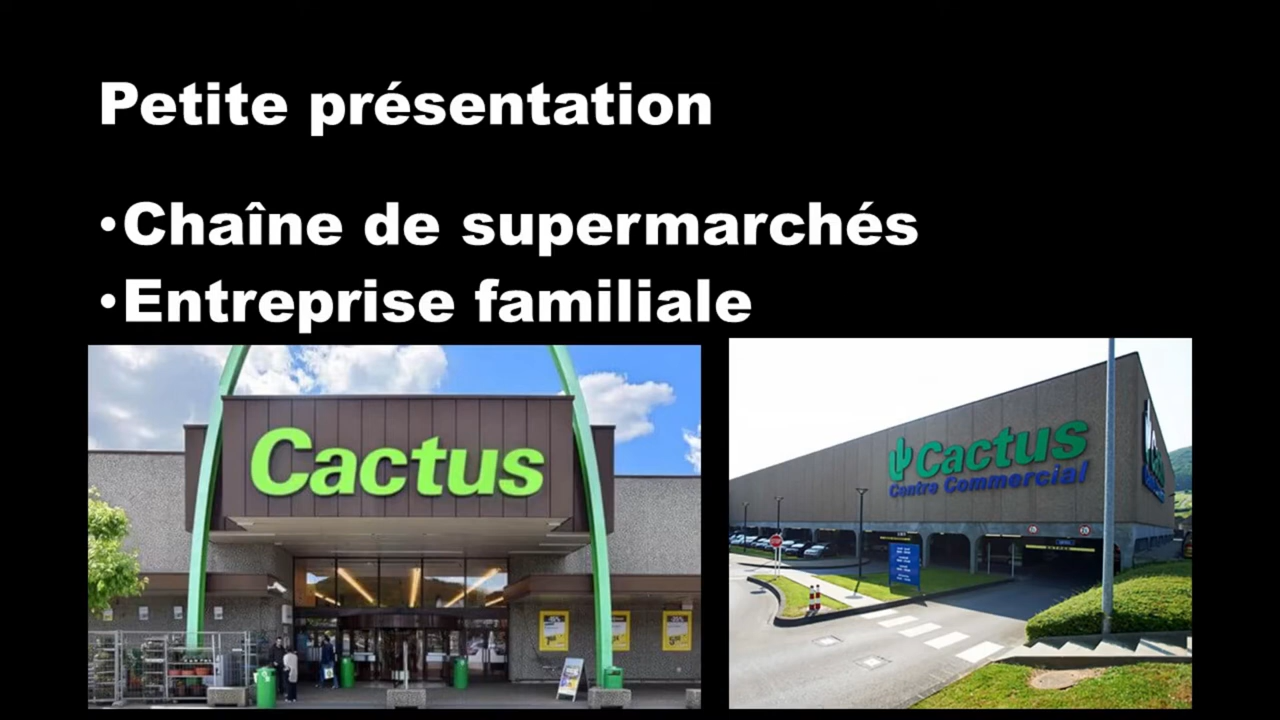 Petite présentation
•Chaîne de supermarchés
•Entreprise familiale
Cactus
Cactus
Centre Commercial